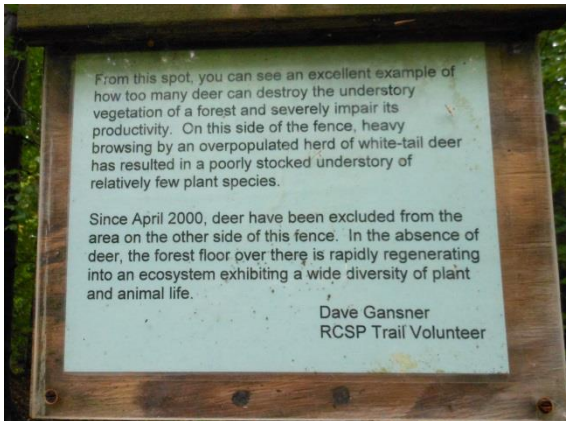 From this spot, you can see an excellent example of
how too many deer can destroy the understory
vegetation of a forest and severely impair its
productivity. On this side of the fence, heavy
browsing by an overpopulated herd of white-tail deer
has resulted in a poorly stocked understory of
relatively few plant species.
Since April 2000, deer have been excluded from the
area on the other side of this fence. In the absence of
deer, the forest floor over there is rapidly regenerating
into an ecosystem exhibiting a wide diversity of plant
and animal life.
Dave Gansner
RCSP Trail Volunteer